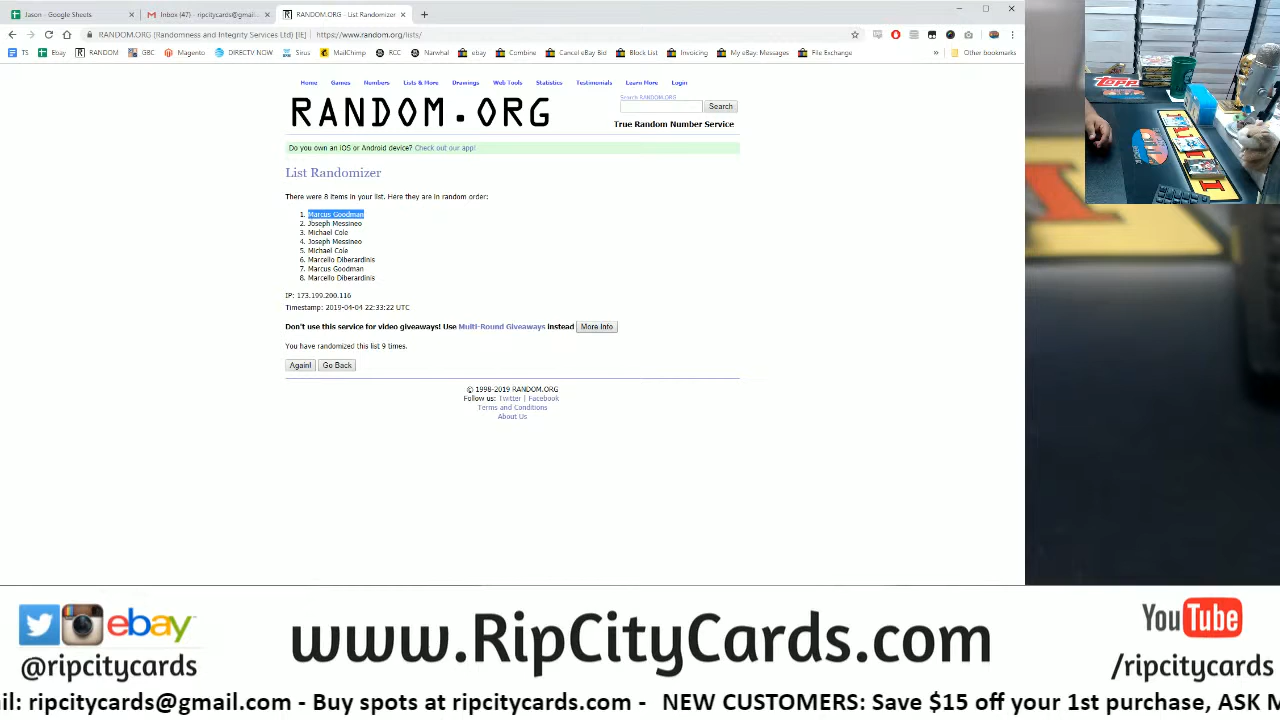 Jason - Google Sheets
Inbox (47) - ripcitycards@gmail.
RANDOM.ORG - List Randomizer
RANDOM.ORG (Randomness and Integrity Services Ltd) [IE] | https://www.random.org/lists/
TS Ebay RANDOM GBC Magento DIRECTV NOW Sirus MailChimp RCC Narwhal ebay Combine Cancel eBay Bid Block List Invoicing My eBay: Messages File Exchange » Other bookmarks
Home Games Numbers Lists & More Drawings Web Tools Statistics Testimonials Learn More Login
Search RANDOM.ORG
RANDOM.ORG
Search
True Random Number Service
Do you own an iOS or Android device? Check out our app!
List Randomizer
There were 8 items in your list. Here they are in random order:
1. Marcus Goodman
2. Joseph Messineo
3. Michael Cole
4. Joseph Messineo
5. Michael Cole
6. Marcello Diberardinis
7. Marcus Goodman
8. Marcello Diberardinis
IP: 173.199.200.116
Timestamp: 2019-04-04 22:33:22 UTC
Don't use this service for video giveaways! Use Multi-Round Giveaways instead More Info
You have randomized this list 9 times.
Again! Go Back
© 1998-2019 RANDOM.ORG
Follow us: Twitter | Facebook
Terms and Conditions
About Us
ebay
@ripcitycards
www.RipCityCards.com
YouTube
/ripcitycards
il: ripcitycards@gmail.com - Buy spots at ripcitycards.com - NEW CUSTOMERS: Save $15 off your 1st purchase, ASK M